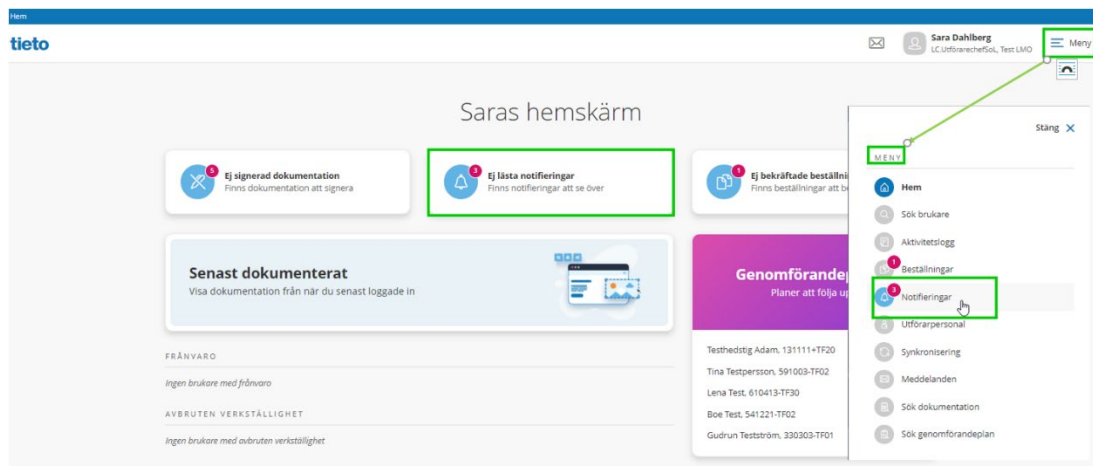 Hem
tieto
Sara Dahlberg
LC.UtförarechefSoL, Test LMO
Meny
Saras hemskärm
Stäng X
MENY
5
Ej signerad dokumentation
Finns dokumentation att signera
3
Ej lästa notifieringar
Finns notifieringar att se över
1
Ej bekräftade beställni
Finns beställningar att be
Hem
Sök brukare
Aktivitetslogg
1
Beställningar
3
Notifieringar
Utförarpersonal
Synkronisering
Meddelanden
Sök dokumentation
Sök genomförandeplan
Senast dokumenterat
Visa dokumentation från när du senast loggade in
Genomförandep
Planer att följa up
FRÅNVARO
Ingen brukare med frånvaro
AVBRUTEN VERKSTÄLLIGHET
Ingen brukare med avbruten verkställighet
Testhedstig Adam, 131111+TF20
Tina Testpersson, 591003-TF02
Lena Test, 610413-TF30
Boe Test, 541221-TF02
Gudrun Testström, 330303-TF01